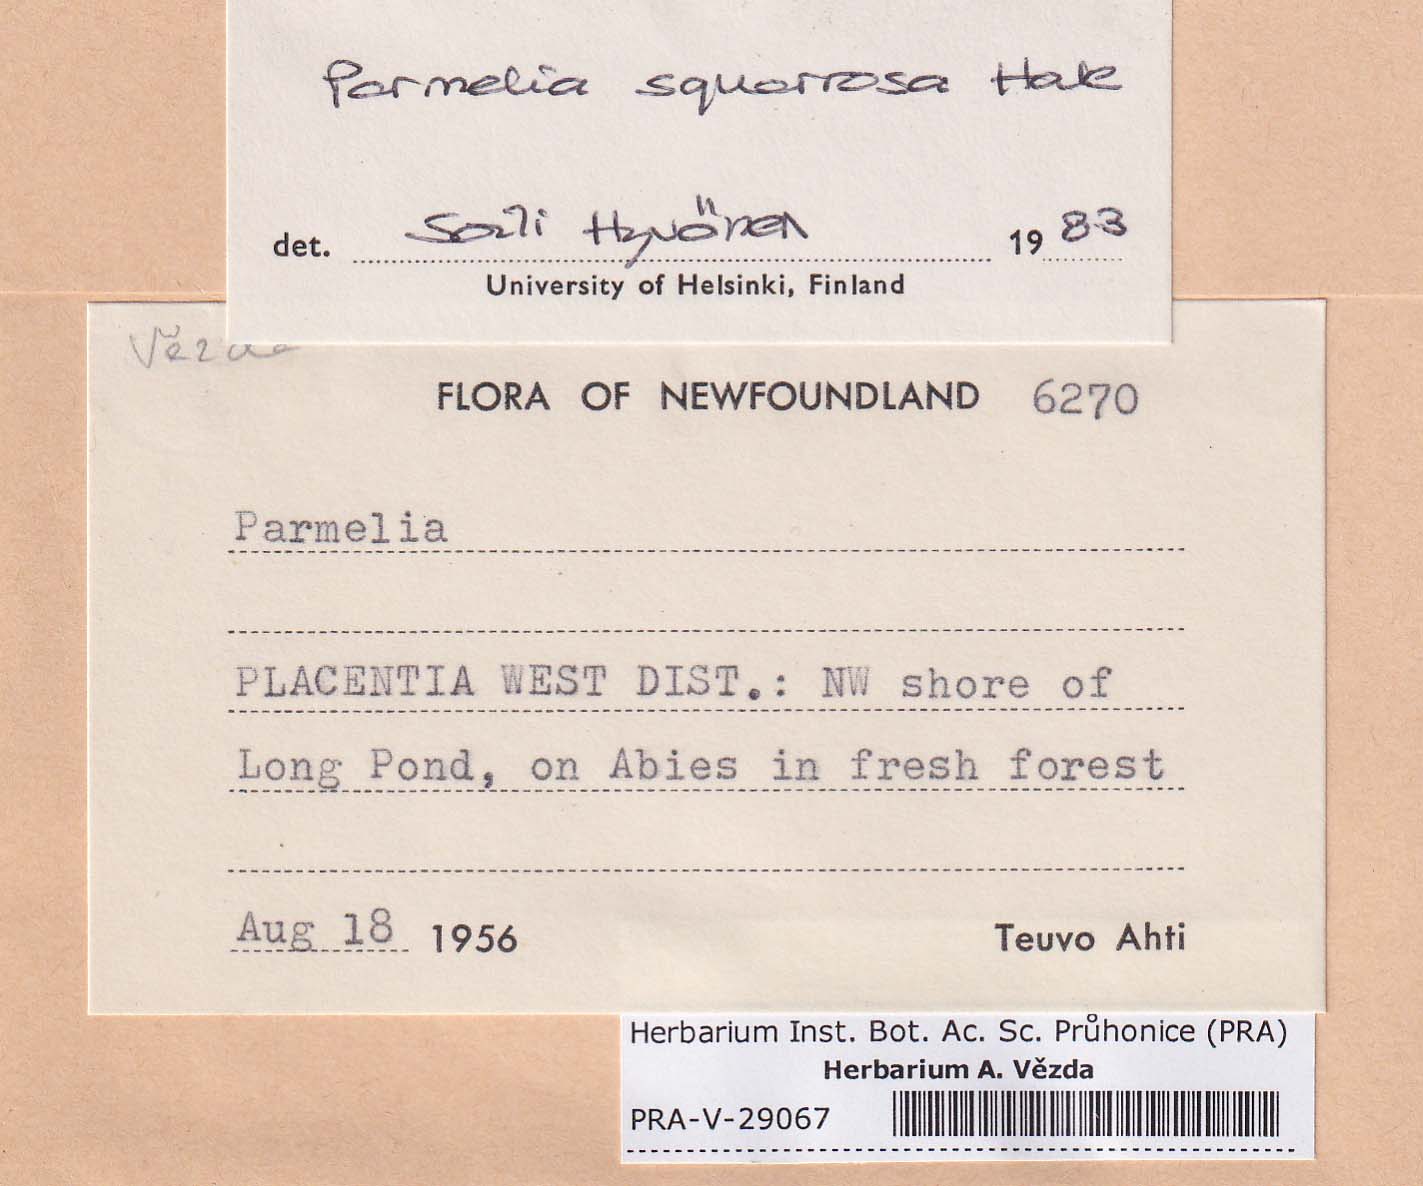 Parmelia squarrosa Hale
det. Soili Hyvönen 1983
University of Helsinki, Finland
Vězda
FLORA OF NEWFOUNDLAND 6270
Parmelia
PLACENTIA WEST DIST.: NW shore of
Long Pond, on Abies in fresh forest
Aug 18 1956 Teuvo Ahti
Herbarium Inst. Bot. Ac. Sc. Průhonice (PRA)
Herbarium A. Vězda
PRA-V-29067